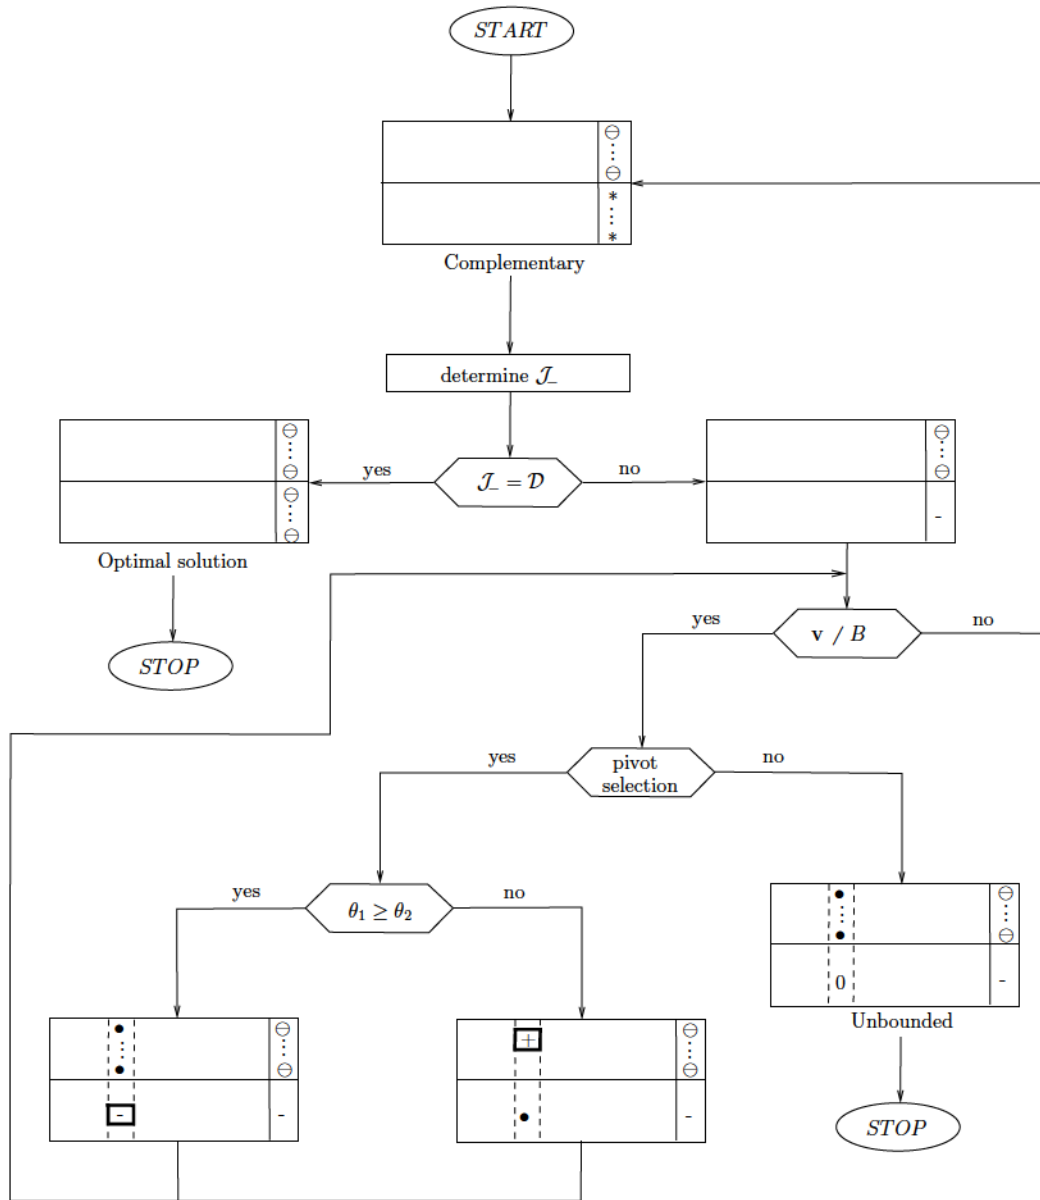 START
⊖
⋮
⊖
*
⋮
*
Complementary
determine 𝒥₋
⊖
⋮
⊖
⊖
⋮
⊖
yes
𝒥₋ = 𝒟
no
⊖
⋮
⊖
-
Optimal solution
yes
v / B
no
STOP
yes
pivot
selection
no
yes
θ₁ ≥ θ₂
no
•
⋮
•
⊖
⋮
⊖
0
-
Unbounded
•
⋮
•
⊖
⋮
⊖
-
-
+
⊖
⋮
⊖
•
-
STOP